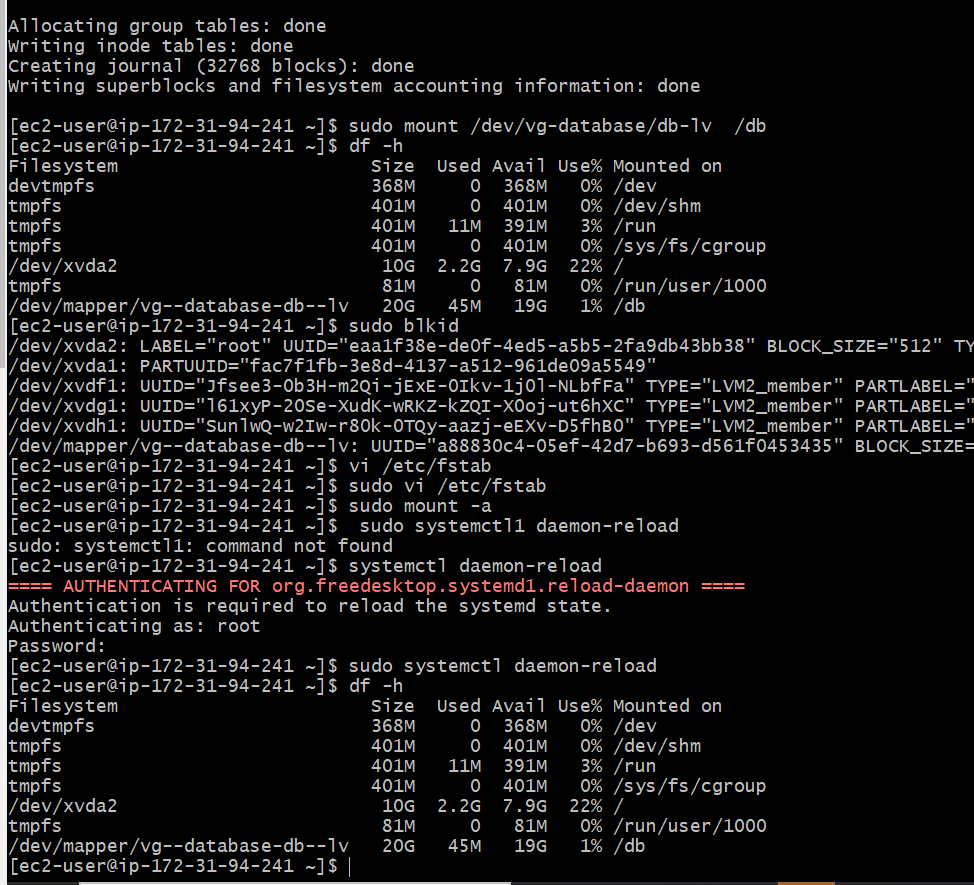 Allocating group tables: done
Writing inode tables: done
Creating journal (32768 blocks): done
Writing superblocks and filesystem accounting information: done
[ec2-user@ip-172-31-94-241 ~]$ sudo mount /dev/vg-database/db-lv  /db
[ec2-user@ip-172-31-94-241 ~]$ df -h
Filesystem                        Size  Used Avail Use% Mounted on
devtmpfs                          368M     0  368M   0% /dev
tmpfs                             401M     0  401M   0% /dev/shm
tmpfs                             401M   11M  391M   3% /run
tmpfs                             401M     0  401M   0% /sys/fs/cgroup
/dev/xvda2                         10G  2.2G  7.9G  22% /
tmpfs                              81M     0   81M   0% /run/user/1000
/dev/mapper/vg--database-db--lv   20G   45M   19G   1% /db
[ec2-user@ip-172-31-94-241 ~]$ sudo blkid
/dev/xvda2: LABEL="root" UUID="eaa1f38e-de0f-4ed5-a5b5-2fa9db43bb38" BLOCK_SIZE="512" TY
/dev/xvda1: PARTUUID="fac7f1fb-3e8d-4137-a512-961de09a5549"
/dev/xvdf1: UUID="Jfsee3-0b3H-m2Qi-jExE-0Ikv-1j0l-NLbfFa" TYPE="LVM2_member" PARTLABEL="
/dev/xvdg1: UUID="l61xyP-20Se-XudK-wRKZ-kZQI-X0oj-ut6hXC" TYPE="LVM2_member" PARTLABEL="
/dev/xvdh1: UUID="SunlwQ-w2Iw-r80k-0TQy-aazj-eEXv-D5fhB0" TYPE="LVM2_member" PARTLABEL="
/dev/mapper/vg--database-db--lv: UUID="a88830c4-05ef-42d7-b693-d561f0453435" BLOCK_SIZE=
[ec2-user@ip-172-31-94-241 ~]$ vi /etc/fstab
[ec2-user@ip-172-31-94-241 ~]$ sudo vi /etc/fstab
[ec2-user@ip-172-31-94-241 ~]$ sudo mount -a
[ec2-user@ip-172-31-94-241 ~]$  sudo systemctl1 daemon-reload
sudo: systemctl1: command not found
[ec2-user@ip-172-31-94-241 ~]$ systemctl daemon-reload
==== AUTHENTICATING FOR org.freedesktop.systemd1.reload-daemon ====
Authentication is required to reload the systemd state.
Authenticating as: root
Password:
[ec2-user@ip-172-31-94-241 ~]$ sudo systemctl daemon-reload
[ec2-user@ip-172-31-94-241 ~]$ df -h
Filesystem                        Size  Used Avail Use% Mounted on
devtmpfs                          368M     0  368M   0% /dev
tmpfs                             401M     0  401M   0% /dev/shm
tmpfs                             401M   11M  391M   3% /run
tmpfs                             401M     0  401M   0% /sys/fs/cgroup
/dev/xvda2                         10G  2.2G  7.9G  22% /
tmpfs                              81M     0   81M   0% /run/user/1000
/dev/mapper/vg--database-db--lv   20G   45M   19G   1% /db
[ec2-user@ip-172-31-94-241 ~]$